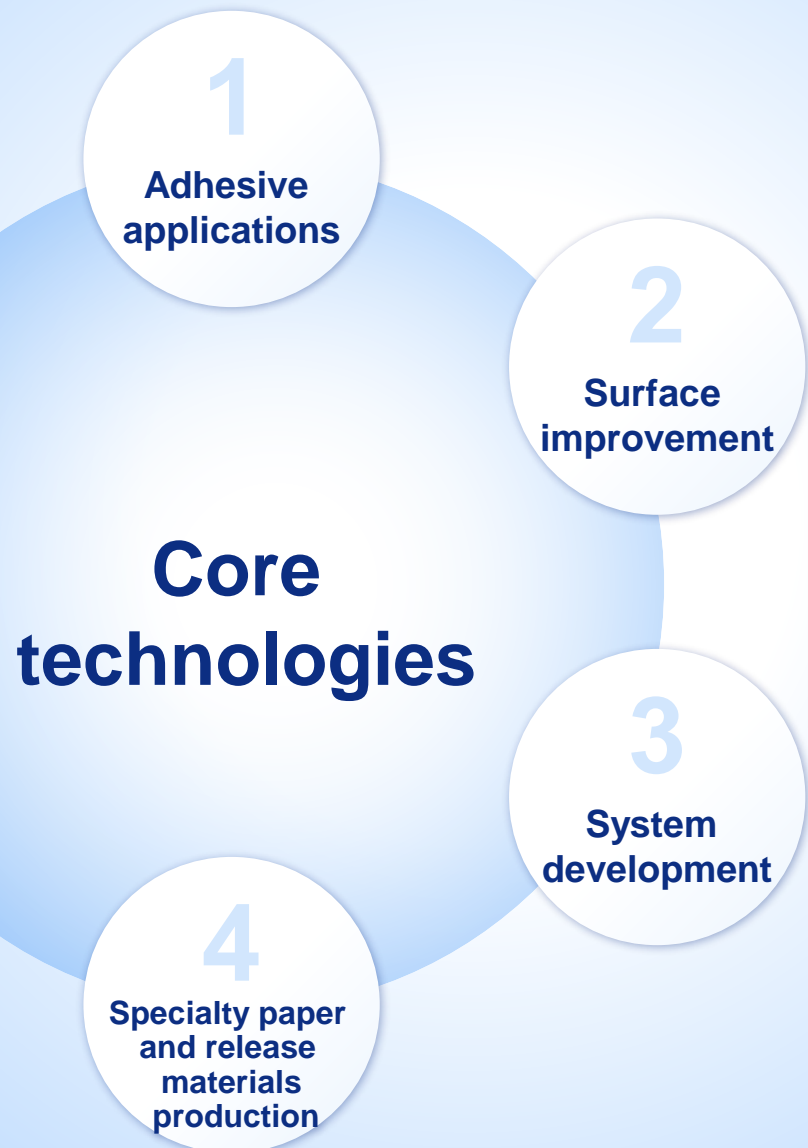 1
Adhesive
applications
2
Surface
improvement
Core
technologies
3
System
development
4
Specialty paper
and release
materials
production